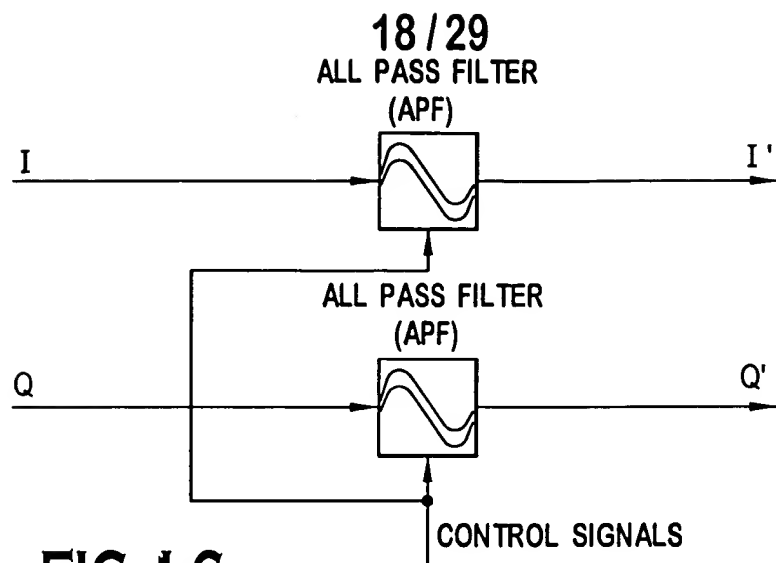 18/29
ALL PASS FILTER
(APF)
I
I'
ALL PASS FILTER
(APF)
Q
Q'
CONTROL SIGNALS